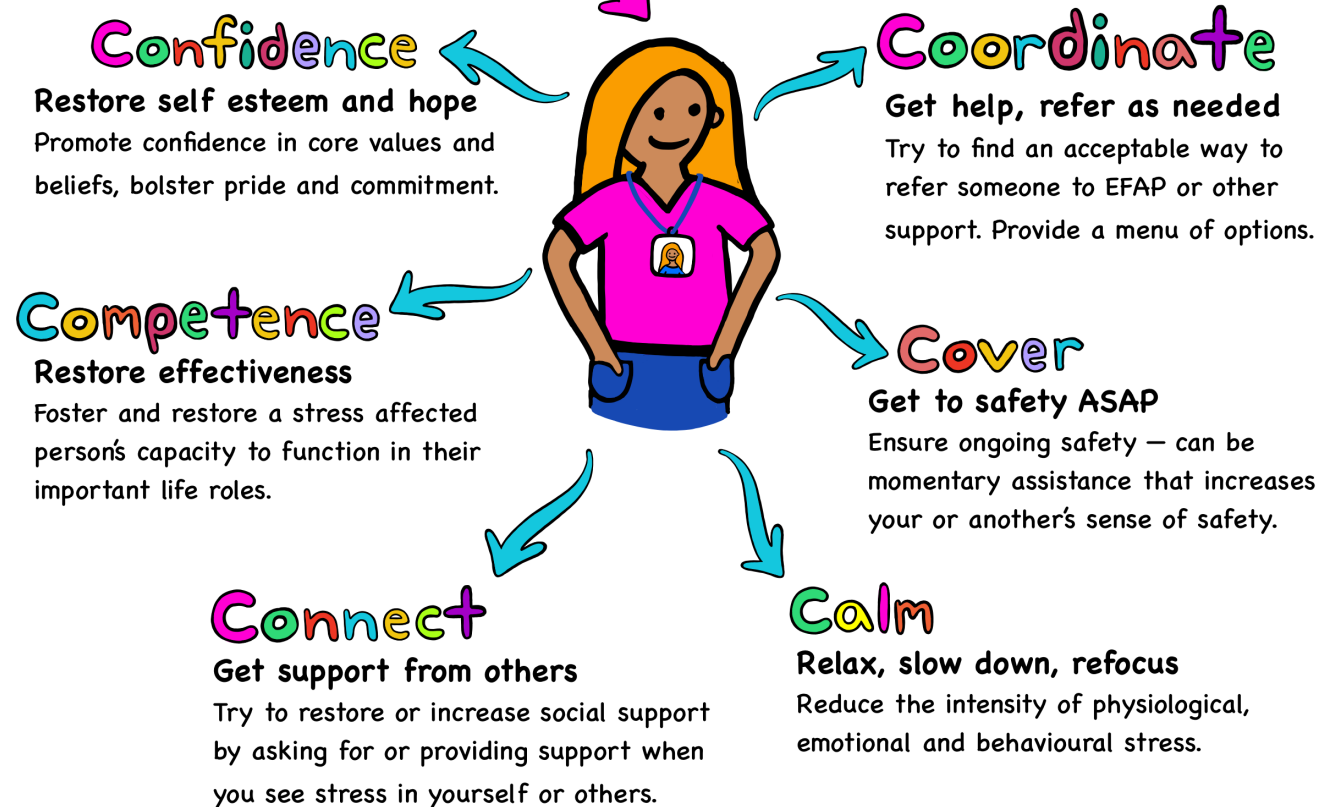 Confidence
Restore self esteem and hope
Promote confidence in core values and
beliefs, bolster pride and commitment.
Coordinate
Get help, refer as needed
Try to find an acceptable way to
refer someone to EFAP or other
support. Provide a menu of options.
Competence
Restore effectiveness
Foster and restore a stress affected
person's capacity to function in their
important life roles.
Cover
Get to safety ASAP
Ensure ongoing safety – can be
momentary assistance that increases
your or another's sense of safety.
Connect
Get support from others
Try to restore or increase social support
by asking for or providing support when
you see stress in yourself or others.
Calm
Relax, slow down, refocus
Reduce the intensity of physiological,
emotional and behavioural stress.